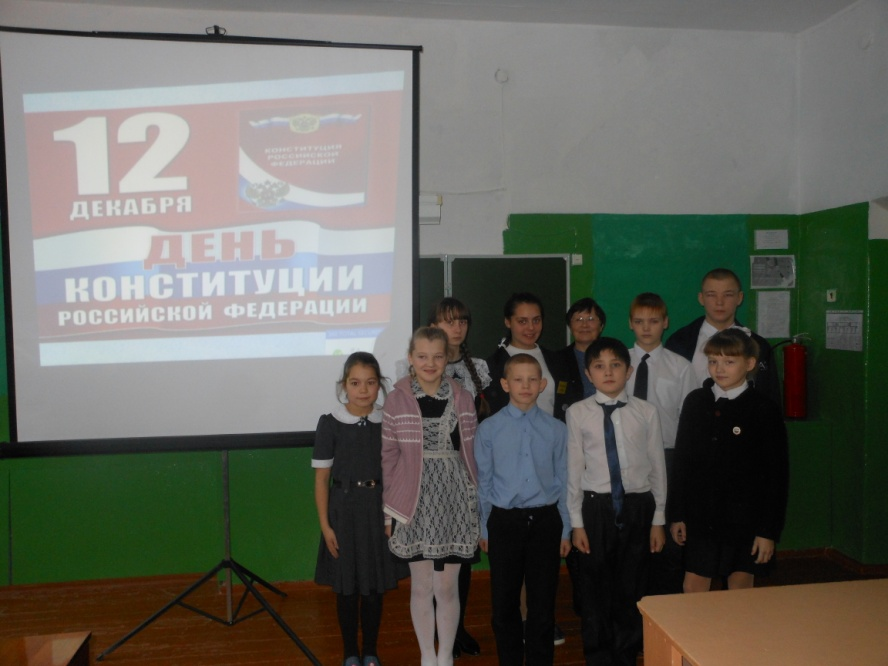 12
ДЕКАБРЯ
КОНСТИТУЦИЯ
РОССИЙСКОЙ
ФЕДЕРАЦИИ
ДЕНЬ
КОНСТИТУЦИИ
РОССИЙСКОЙ ФЕДЕРАЦИИ